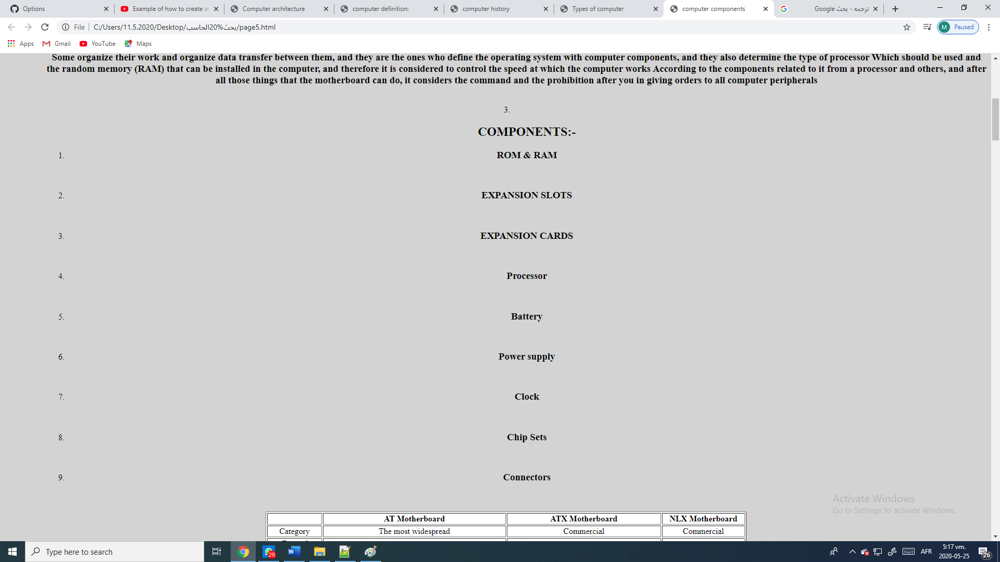 Options
Example of how to create a
Computer architecture
computer definition:
computer history
Types of computer
computer components
ترجمه - بحث Google
File
C:/Users/11.5.2020/Desktop/بحث%20الحاسب/page5.html
M
Paused
Apps
Gmail
YouTube
Maps
Some organize their work and organize data transfer between them, and they are the ones who define the operating system with computer components, and they also determine the type of processor Which should be used and
the random memory (RAM) that can be installed in the computer, and therefore it is considered to control the speed at which the computer works According to the components related to it from a processor and others, and after
all those things that the motherboard can do, it considers the command and the prohibition after you in giving orders to all computer peripherals
3.
COMPONENTS:-
1. ROM & RAM
2. EXPANSION SLOTS
3. EXPANSION CARDS
4. Processor
5. Battery
6. Power supply
7. Clock
8. Chip Sets
9. Connectors
Activate Windows
Go to Settings to activate Windows.
AT Motherboard ATX Motherboard NLX Motherboard
Category The most widespread Commercial Commercial
Type here to search
26
AFR
5:17 vm.
2020-05-25
26